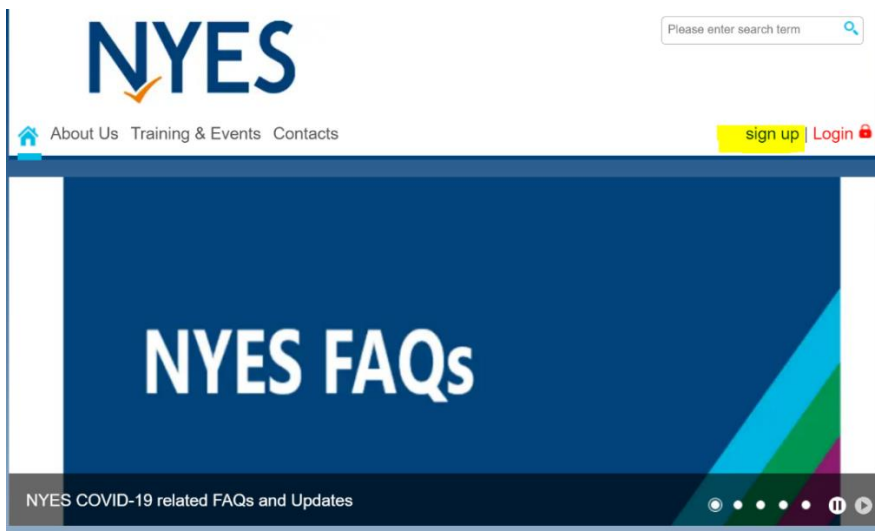 NYES
Please enter search term
About Us Training & Events Contacts
sign up | Login
NYES FAQs
NYES COVID-19 related FAQs and Updates